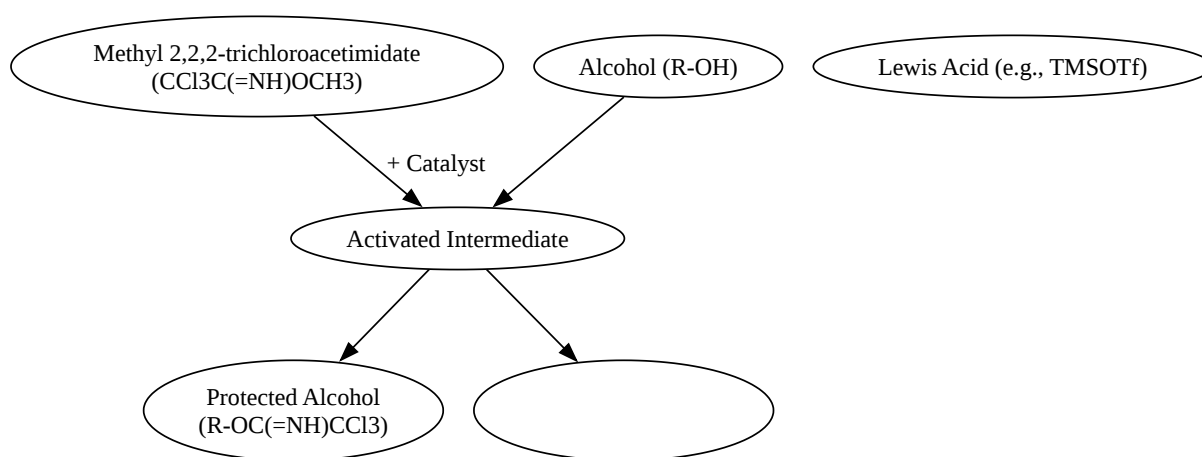 Methyl 2,2,2-trichloroacetimidate
(CCl3C(=NH)OCH3)
Alcohol (R-OH)
Lewis Acid (e.g., TMSOTf)
+ Catalyst
Activated Intermediate
Protected Alcohol
(R-OC(=NH)CCl3)